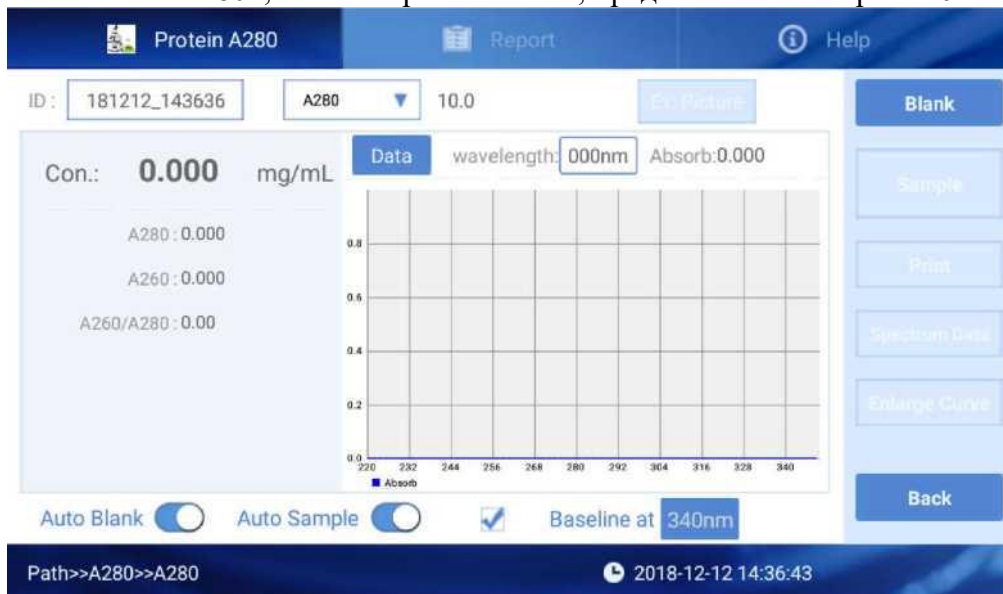 Protein A280 Report Help
ID : 181212_143636 A280 10.0 Ex. Picture Blank
Con.: 0.000 mg/mL
Data wavelength: 000nm Absorb:0.000
Sample
A280 : 0.000
A260 : 0.000
A260/A280 : 0.00
Print
Spectrum Data
Enlarge Curve
0.8
0.6
0.4
0.2
0.0
220 232 244 256 268 280 292 304 316 328 340
Absorb
Back
Auto Blank Auto Sample Baseline at 340nm
Path>>A280>>A280 2018-12-12 14:36:43